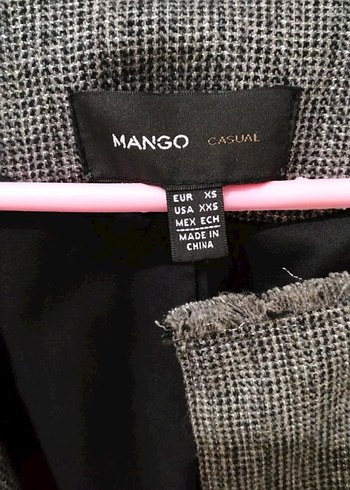 MANGO CASUAL
EUR XS
USA XXS
MEX ECH
MADE IN
CHINA